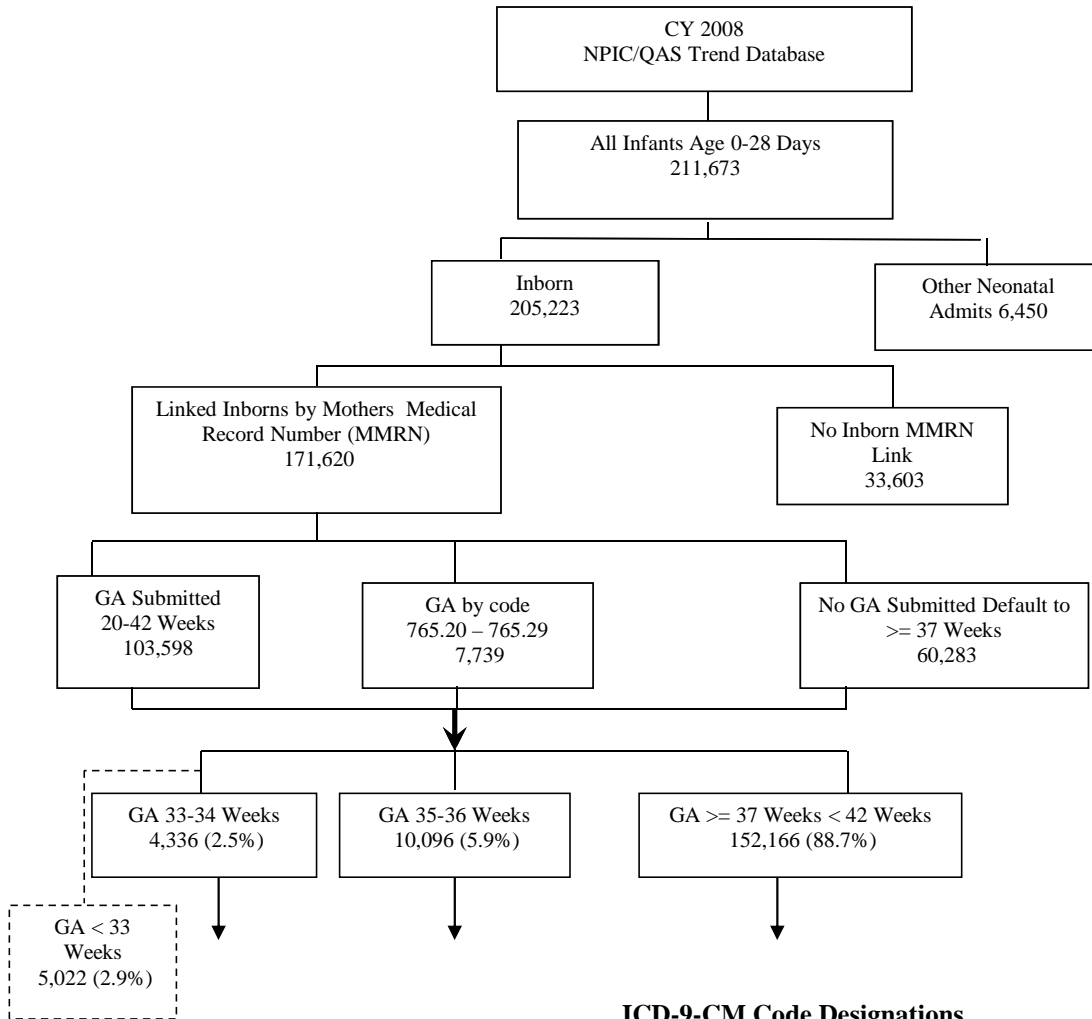 CY 2008
NPIC/QAS Trend Database
All Infants Age 0-28 Days
211,673
Inborn
205,223
Other Neonatal
Admits 6,450
Linked Inborns by Mothers Medical
Record Number (MMRN)
171,620
No Inborn MMRN
Link
33,603
GA Submitted
20-42 Weeks
103,598
GA by code
765.20 – 765.29
7,739
No GA Submitted Default to
>= 37 Weeks
60,283
GA 33-34 Weeks
4,336 (2.5%)
GA 35-36 Weeks
10,096 (5.9%)
GA >= 37 Weeks < 42 Weeks
152,166 (88.7%)
GA < 33
Weeks
5,022 (2.9%)
ICD-9-CM Code Designations